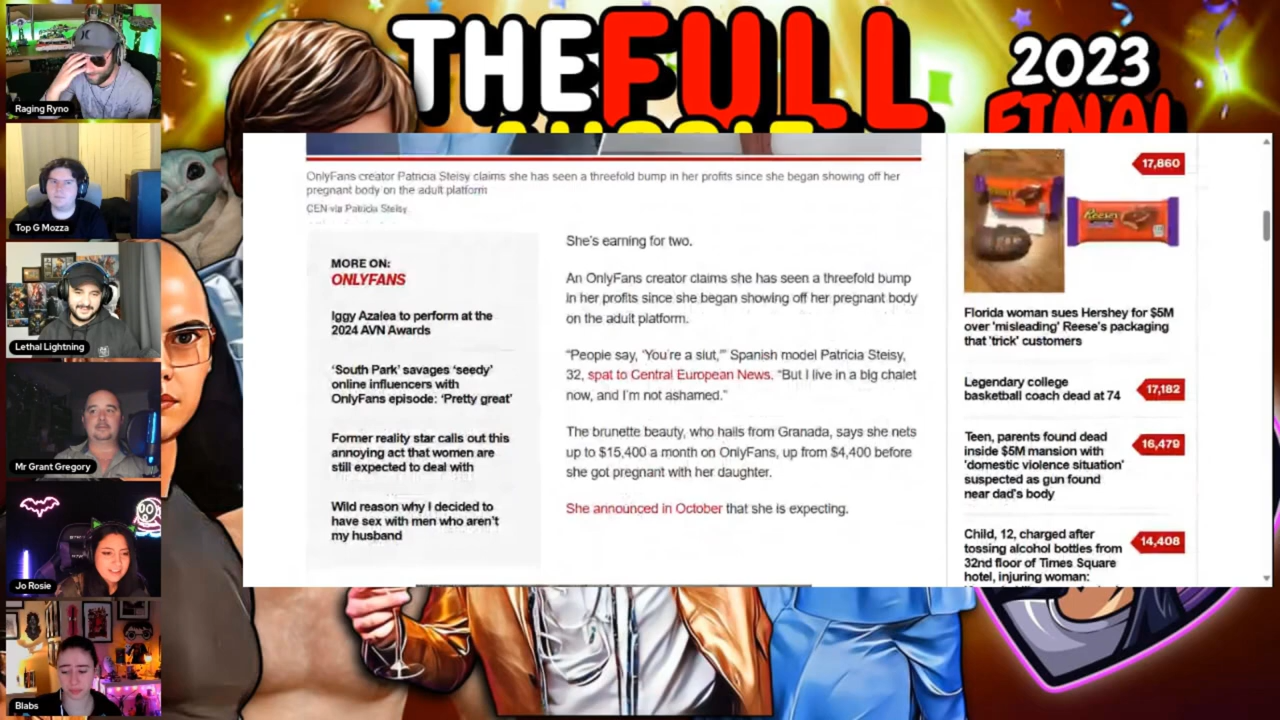 THE FULL
2023
FINAL
Raging Ryno
Top G Mozza
Lethal Lightning
Mr Grant Gregory
Jo Rosie
Blabs
OnlyFans creator Patricia Steisy claims she has seen a threefold bump in her profits since she began showing off her
pregnant body on the adult platform
CEN via Patricia Steisy
MORE ON:
ONLYFANS
Iggy Azalea to perform at the
2024 AVN Awards
‘South Park’ savages ‘seedy’
online influencers with
OnlyFans episode: ‘Pretty great’
Former reality star calls out this
annoying act that women are
still expected to deal with
Wild reason why I decided to
have sex with men who aren’t
my husband
She’s earning for two.
An OnlyFans creator claims she has seen a threefold bump
in her profits since she began showing off her pregnant body
on the adult platform.
“People say, ‘You’re a slut,’” Spanish model Patricia Steisy,
32, spat to Central European News. “But I live in a big chalet
now, and I’m not ashamed.”
The brunette beauty, who hails from Granada, says she nets
up to $15,400 a month on OnlyFans, up from $4,400 before
she got pregnant with her daughter.
She announced in October that she is expecting.
17,860
Reese's
Florida woman sues Hershey for $5M
over ‘misleading’ Reese’s packaging
that ‘trick’ customers
Legendary college
basketball coach dead at 74
17,182
Teen, parents found dead
inside $5M mansion with
‘domestic violence situation’
suspected as gun found
near dad’s body
16,479
Child, 12, charged after
tossing alcohol bottles from
32nd floor of Times Square
hotel, injuring woman:
14,408